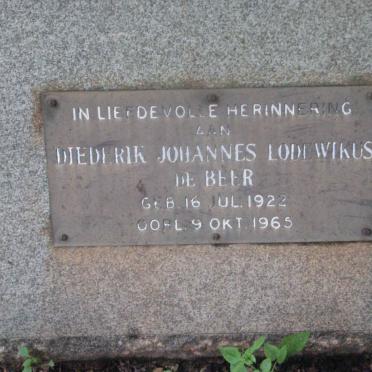 IN LIEFDEVOLLE HERINNERING
AAN
DIEDERIK JOHANNES LODEWIKUS
DE BEER
GEB. 16 JUL. 1922
OORL. 9 OKT. 1965